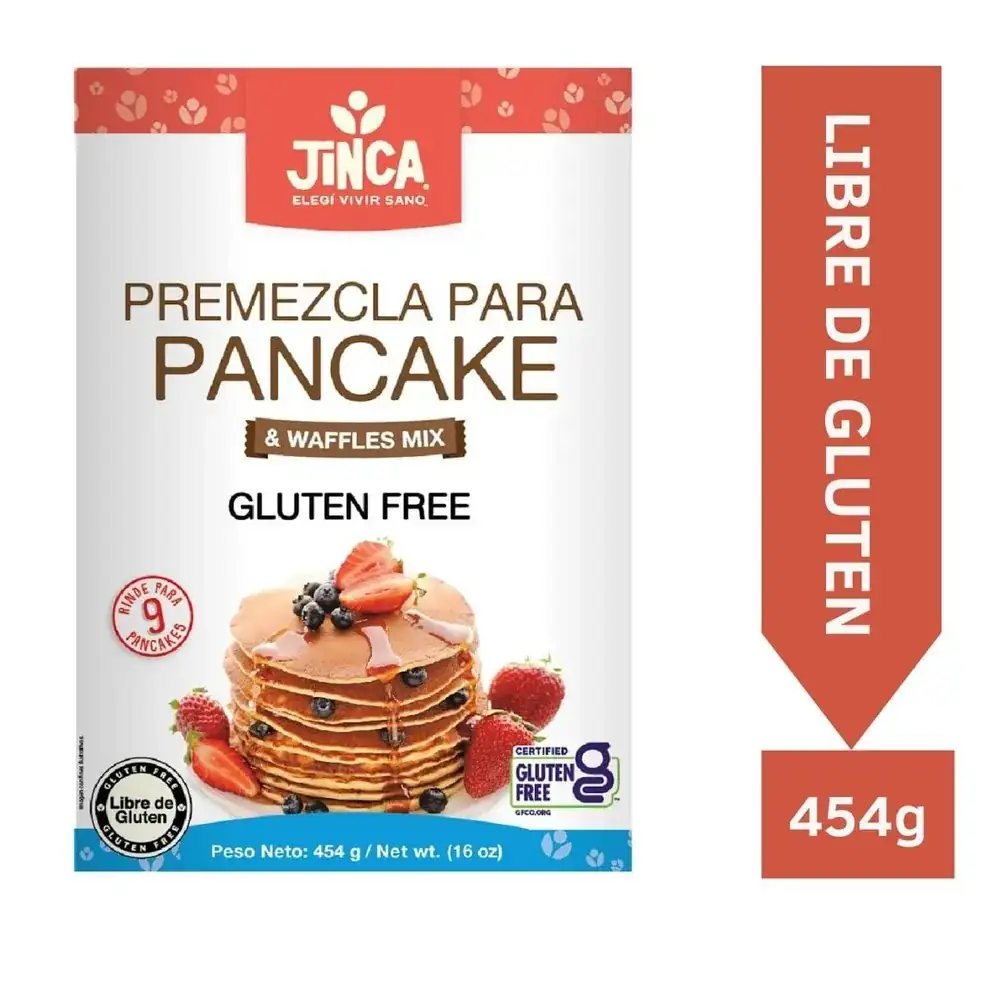 JINCA.
ELEGÍ VIVIR SANO
PREMEZCLA PARA
PANCAKE
& WAFFLES MIX
GLUTEN FREE
RINDE PARA
9
PANCAKES
GLUTEN FREE
Libre de
Gluten
GLUTEN FREE
CERTIFIED
GLUTEN
FREE
GFCO.ORG
Peso Neto: 454 g / Net wt. (16 oz)
LIBRE DE GLUTEN
454g